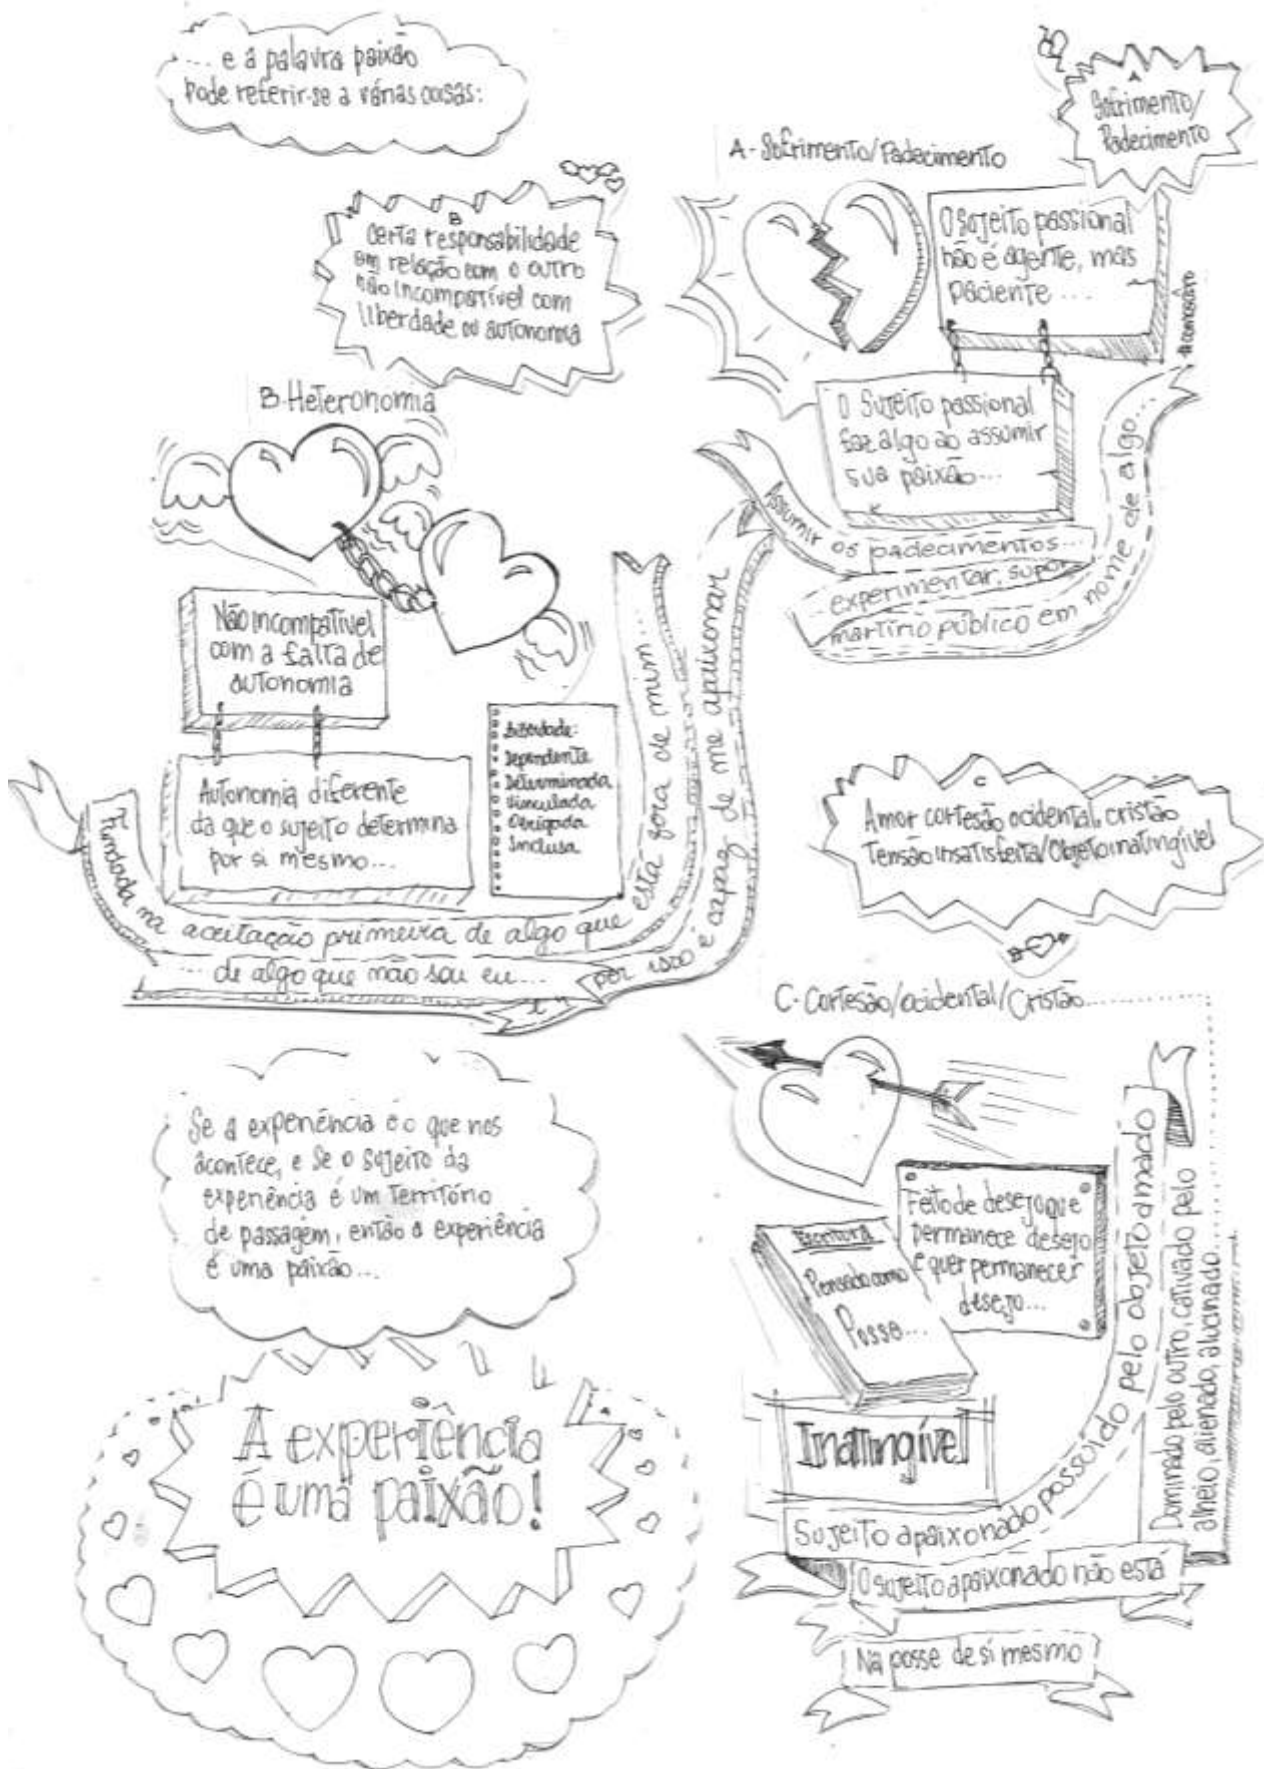 ... e a palavra paixão
pode referir-se a várias coisas:
A
Sofrimento/
Padecimento
A - Sofrimento/Padecimento
O sujeito passional
não é agente, mas
paciente ...
O sujeito passional
faz algo ao assumir
sua paixão...
Assumir os padecimentos...
experimentar, supor
martírio público em nome de algo...
B
Certa responsabilidade
em relação com o outro
não incompatível com
liberdade ou autonomia
B-Heteronomia
Não incompatível
com a falta de
autonomia
Autonomia diferente
da que o sujeito determina
por si mesmo...
Liberdade:
Dependente
Determinada
Vinculada
Obrigada
Inclusa
Fundada na aceitação primeira de algo que está fora de mim...
... de algo que não sou eu...
por isso é capaz de me apaixonar
C
Amor cortesão ocidental, cristão
Tensão insatisfeita/Objeto inatingível
C- Cortesão/ocidental/Cristão
Feito de desejo que
permanece desejo
e quer permanecer
desejo...
Escritura
Pensado como
Posse...
Inatingível
Sujeito apaixonado possuído pelo objeto amado
Dominado pelo outro, cativado pelo
alheio, alienado, alucinado...
O sujeito apaixonado não está
Na posse de si mesmo
Se a experiência é o que nos
acontece, e se o sujeito da
experiência é um território
de passagem, então a experiência
é uma paixão...
A experiência
é uma paixão!